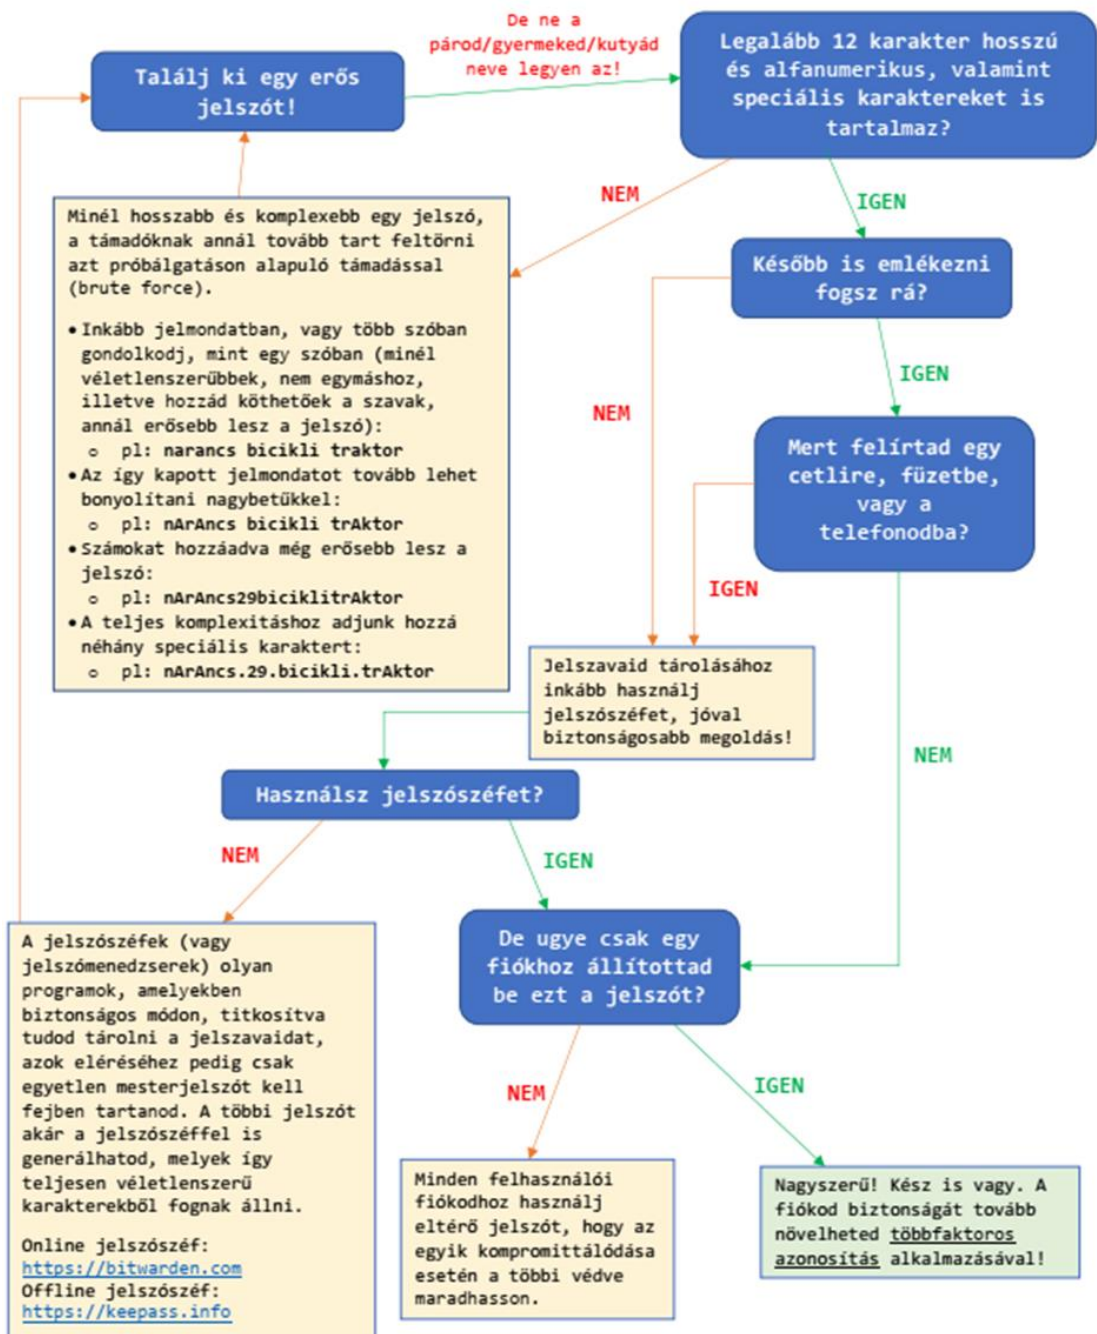 De ne a
párod/gyermeked/kutyád
neve legyen az!
Találj ki egy erős
jelszót!
Legalább 12 karakter hosszú
és alfanumerikus, valamint
speciális karaktereket is
tartalmaz?
NEM
IGEN
Minél hosszabb és komplexebb egy jelszó,
a támadóknak annál tovább tart feltörni
azt próbálgatáson alapuló támadással
(brute force).
• Inkább jelmondatban, vagy több szóban
gondolkodj, mint egy szóban (minél
véletlenszerűbbek, nem egymáshoz,
illetve hozzád köthetőek a szavak,
annál erősebb lesz a jelszó):
o pl: narancs bicikli traktor
• Az így kapott jelmondatot tovább lehet
bonyolítani nagybetűkkel:
o pl: nArAncs bicikli trAktor
• Számokat hozzáadva még erősebb lesz a
jelszó:
o pl: nArAncs29biciklitrAktor
• A teljes komplexitáshoz adjunk hozzá
néhány speciális karaktert:
o pl: nArAncs.29.bicikli.trAktor
Később is emlékezni
fogsz rá?
NEM
IGEN
Mert felírtad egy
cetlire, füzetbe,
vagy a
telefonodba?
IGEN
NEM
Jelszavaid tárolásához
inkább használj
jelszószéfet, jóval
biztonságosabb megoldás!
Használsz jelszószéfet?
NEM
IGEN
A jelszószéfek (vagy
jelszómenedzserek) olyan
programok, amelyekben
biztonságos módon, titkosítva
tudod tárolni a jelszavaidat,
azok eléréséhez pedig csak
egyetlen mesterjelszót kell
fejben tartanod. A többi jelszót
akár a jelszószéffel is
generálhatod, melyek így
teljesen véletlenszerű
karakterekből fognak állni.
Online jelszószéf:
https://bitwarden.com
Offline jelszószéf:
https://keepass.info
De ugye csak egy
fiókhoz állítottad
be ezt a jelszót?
NEM
IGEN
Minden felhasználói
fiókodhoz használj
eltérő jelszót, hogy az
egyik kompromittálódása
esetén a többi védve
maradhasson.
Nagyszerű! Kész is vagy. A
fiókod biztonságát tovább
növelheted többfaktoros
azonosítás alkalmazásával!